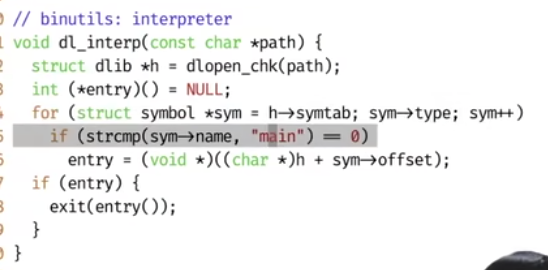 // binutils: interpreter
void dl_interp(const char *path) {
struct dlib *h = dlopen_chk(path);
int (*entry)() = NULL;
for (struct symbol *sym = h→symtab; sym→type; sym++)
if (strcmp(sym→name, "main") == 0)
entry = (void *)((char *)h + sym→offset);
if (entry) {
exit(entry());
}
}